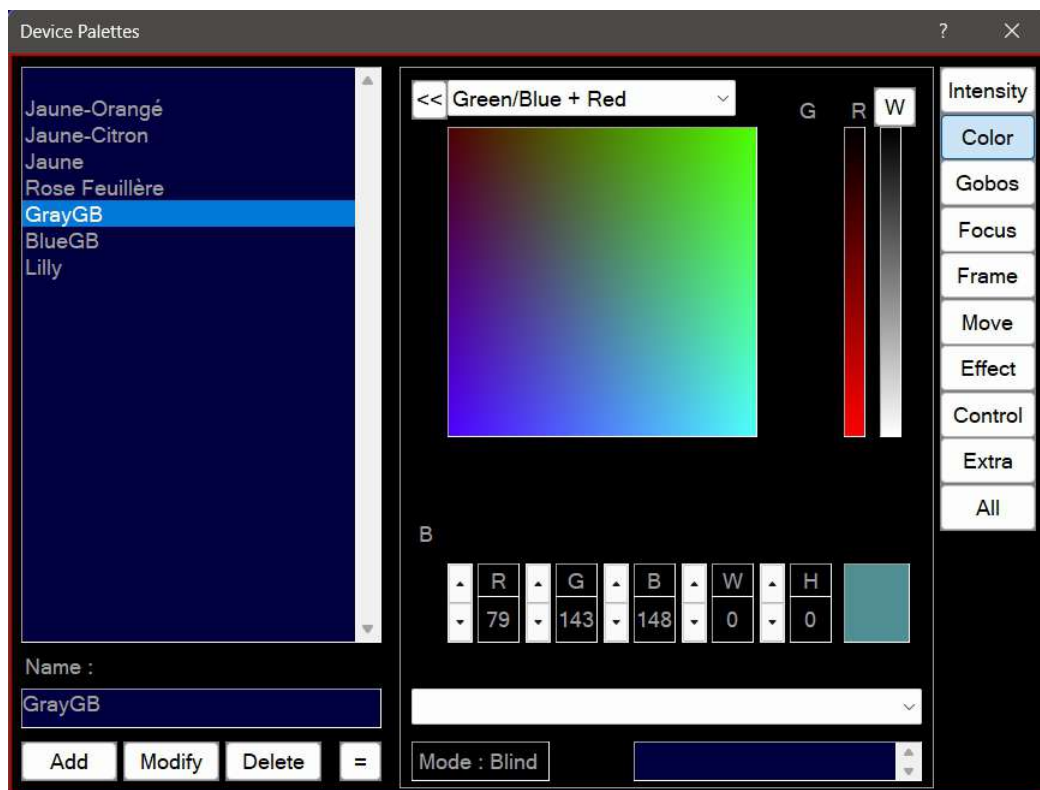 Device Palettes ? ×
Jaune-Orangé
Jaune-Citron
Jaune
Rose Feuillère
GrayGB
BlueGB
Lilly
Name :
GrayGB
Add Modify Delete =
<< Green/Blue + Red
G R W
B
R G B W H
79 143 148 0 0
Mode : Blind
Intensity
Color
Gobos
Focus
Frame
Move
Effect
Control
Extra
All